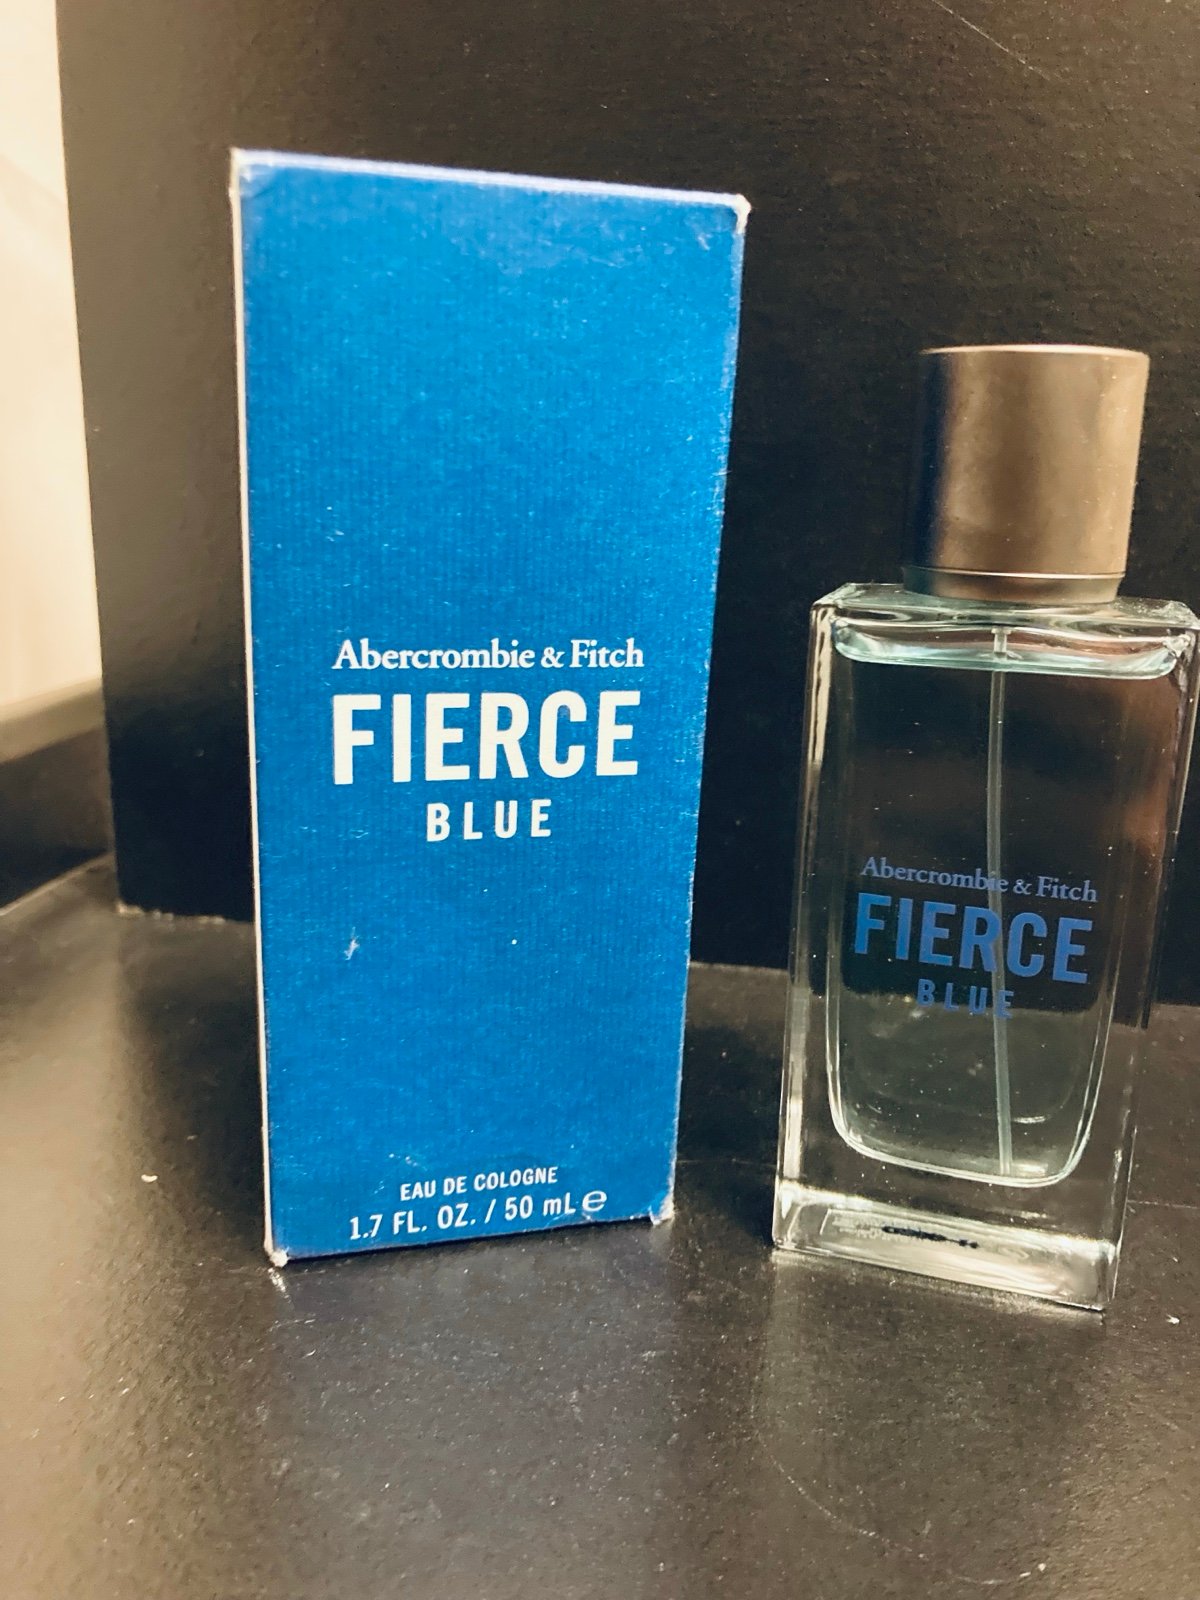 Abercrombie & Fitch
FIERCE
BLUE
EAU DE COLOGNE
1.7 FL. OZ. / 50 mL ℮
Abercrombie & Fitch
FIERCE
BLUE